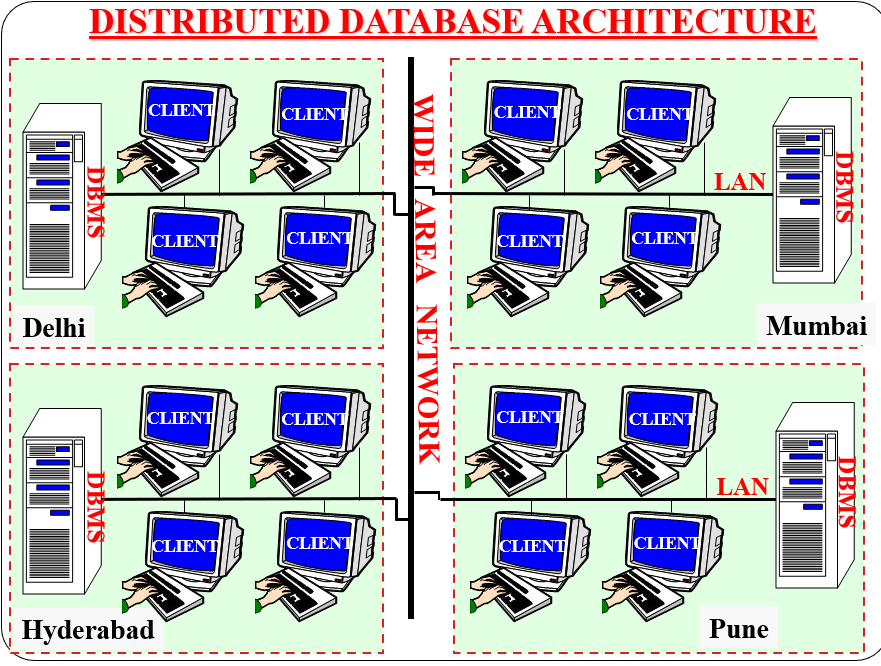 DISTRIBUTED DATABASE ARCHITECTURE
CLIENT
CLIENT
DBMS
CLIENT
CLIENT
Delhi
WIDE AREA NETWORK
CLIENT
CLIENT
LAN
DBMS
CLIENT
CLIENT
Mumbai
CLIENT
CLIENT
DBMS
CLIENT
CLIENT
Hyderabad
CLIENT
CLIENT
LAN
DBMS
CLIENT
CLIENT
Pune